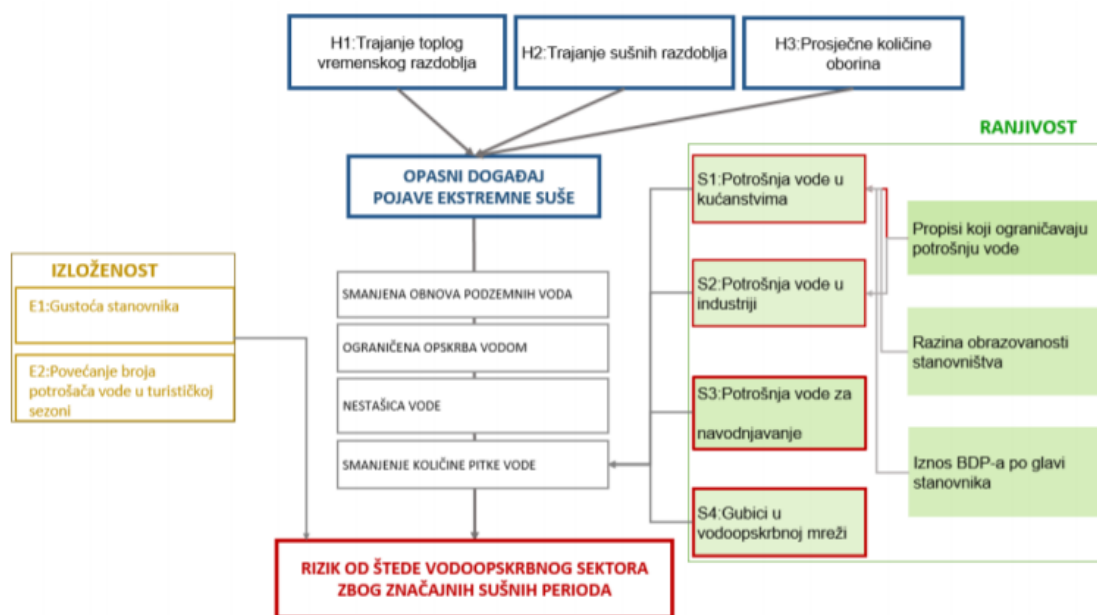 H1:Trajanje toplog
vremenskog razdoblja
H2:Trajanje sušnih razdoblja
H3:Prosječne količine
oborina
RANJIVOST
OPASNI DOGAĐAJ
POJAVE EKSTREMNE SUŠE
S1:Potrošnja vode u
kućanstvima
Propisi koji ograničavaju
potrošnju vode
IZLOŽENOST
E1:Gustoća stanovnika
E2:Povećanje broja
potrošača vode u turističkoj
sezoni
SMANJENA OBNOVA PODZEMNIH VODA
OGRANIČENA OPSKRBA VODOM
NESTAŠICA VODE
SMANJENJE KOLIČINE PITKE VODE
S2:Potrošnja vode u
industriji
Razina obrazovanosti
stanovništva
S3:Potrošnja vode za
navodnjavanje
Iznos BDP-a po glavi
stanovnika
S4:Gubici u
vodoopskrbnoj mreži
RIZIK OD ŠTEDE VODOOPSKRBNOG SEKTORA
ZBOG ZNAČAJNIH SUŠNIH PERIODA